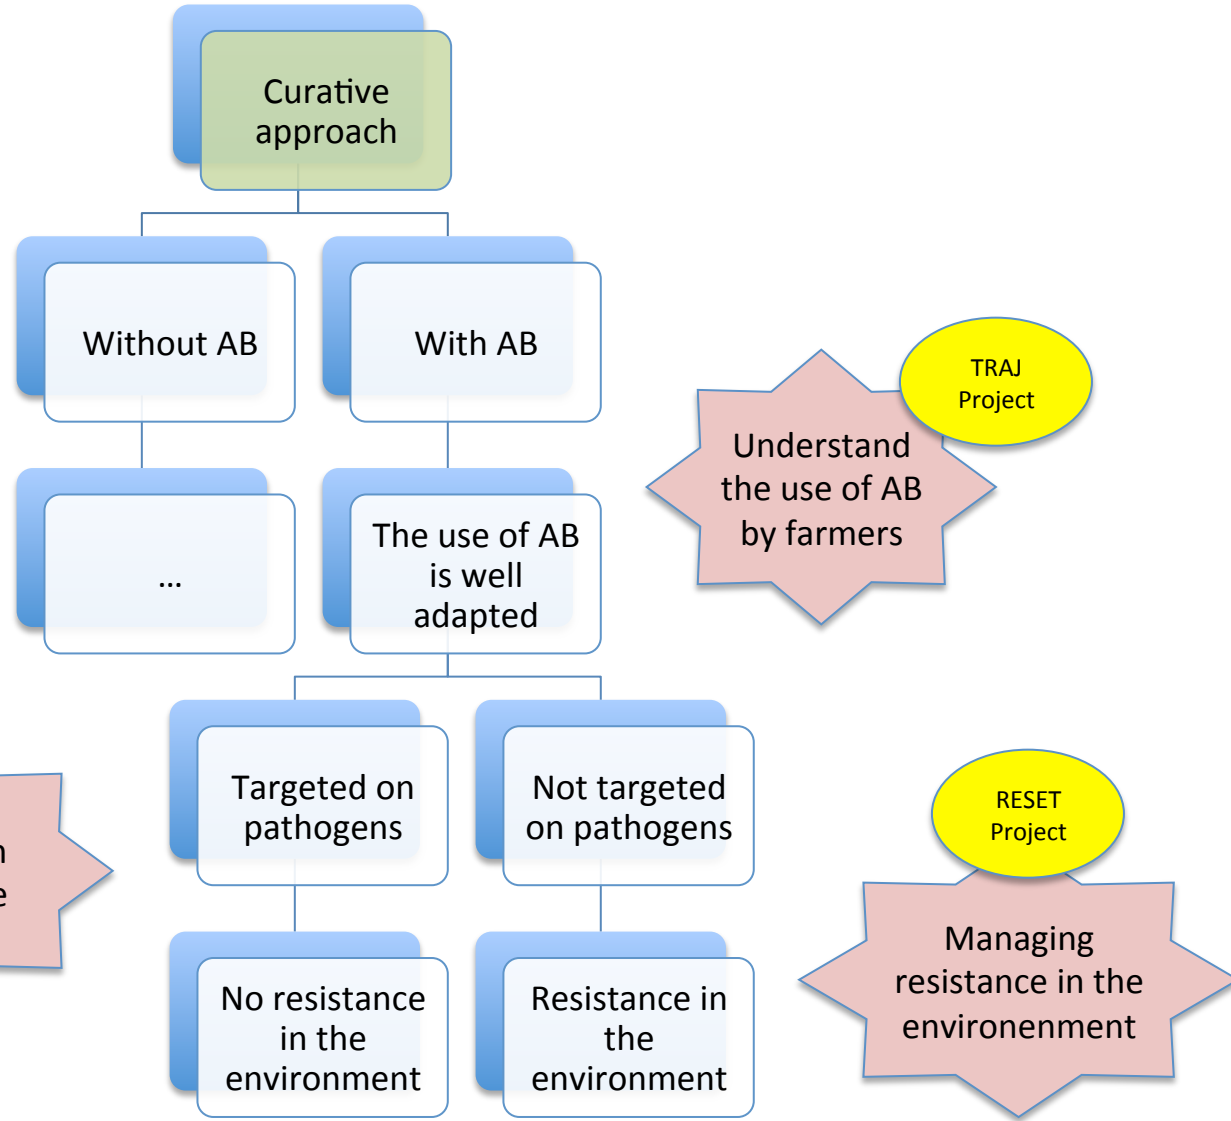 Curative
approach
Without AB
With AB
TRAJ
Project
Understand
the use of AB
by farmers
...
The use of AB
is well
adapted
Targeted on
pathogens
Not targeted
on pathogens
RESET
Project
No resistance
in the
environment
Resistance in
the
environment
Managing
resistance in the
environenment